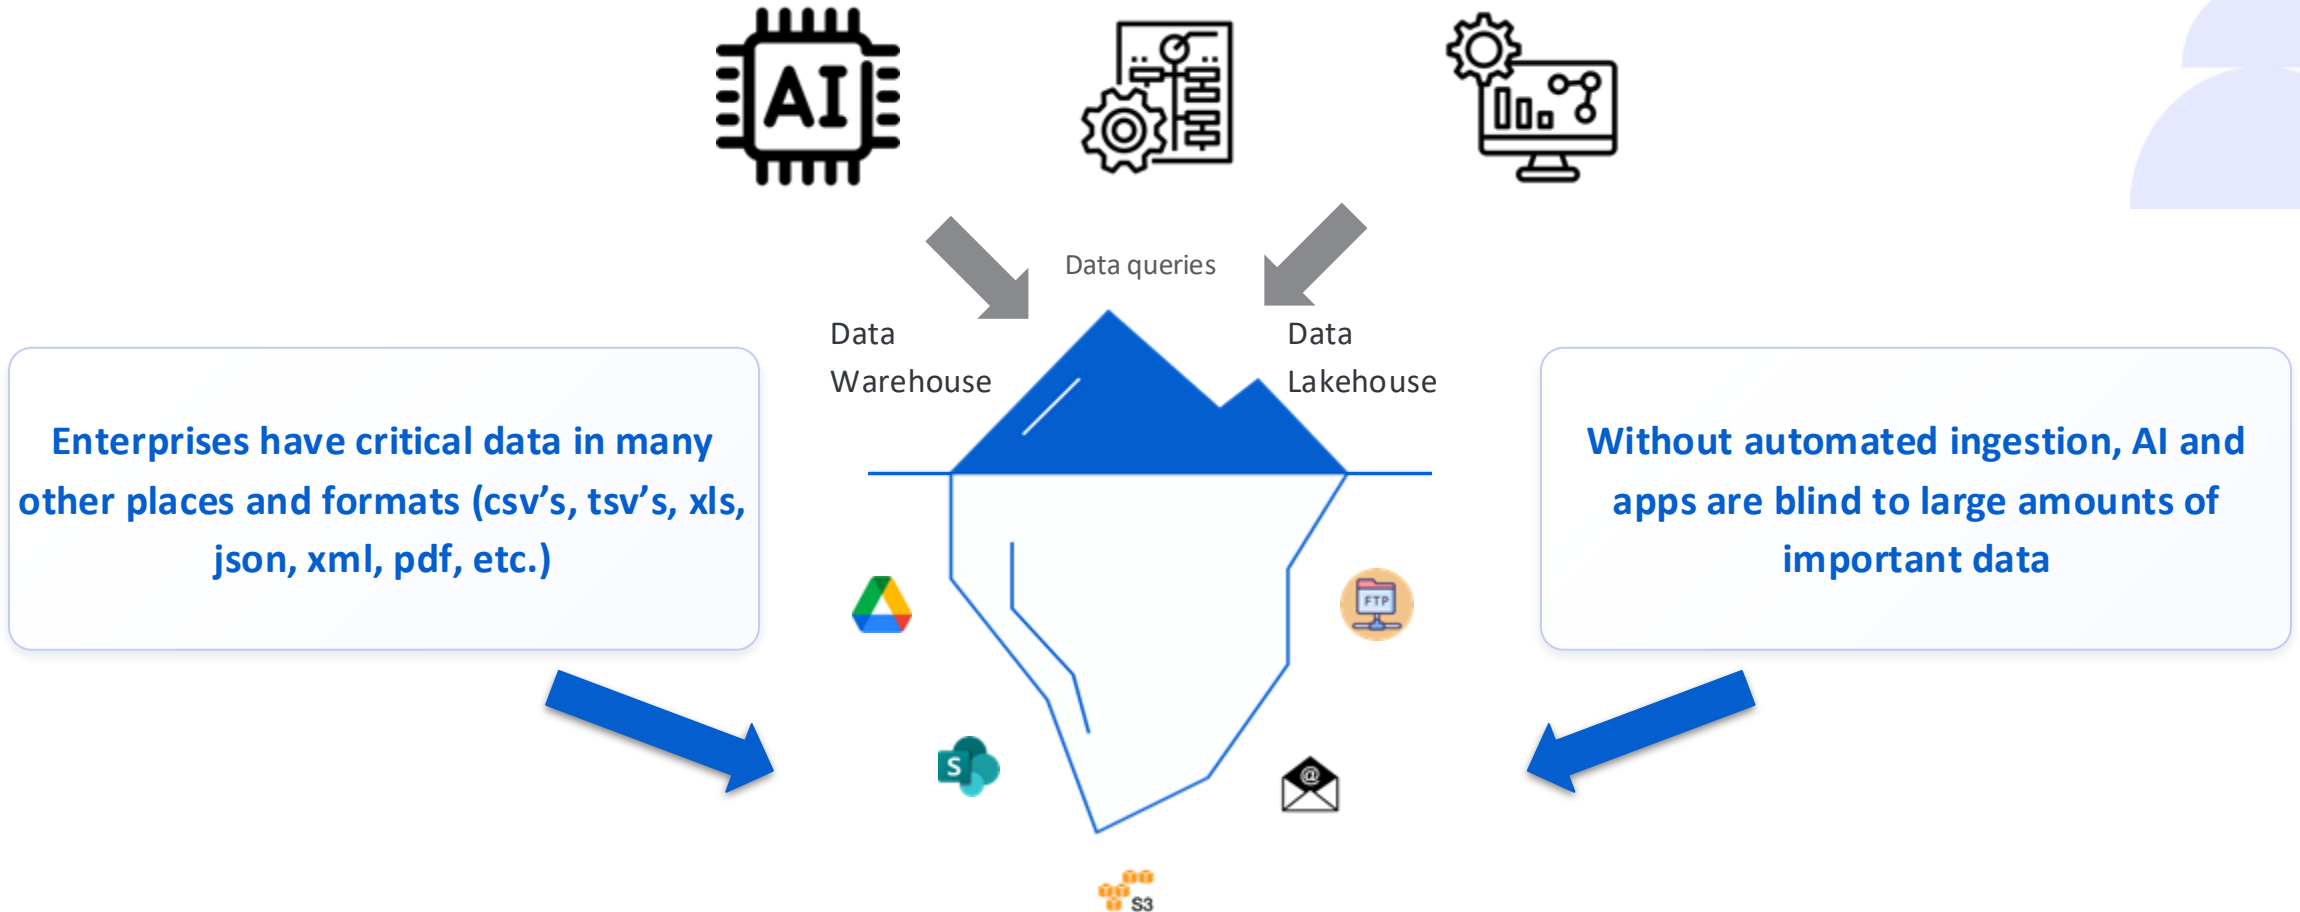 AI
Data queries
Data
Warehouse
Data
Lakehouse
Enterprises have critical data in many
other places and formats (csv’s, tsv’s, xls,
json, xml, pdf, etc.)
Without automated ingestion, AI and
apps are blind to large amounts of
important data
FTP
S
@
S3